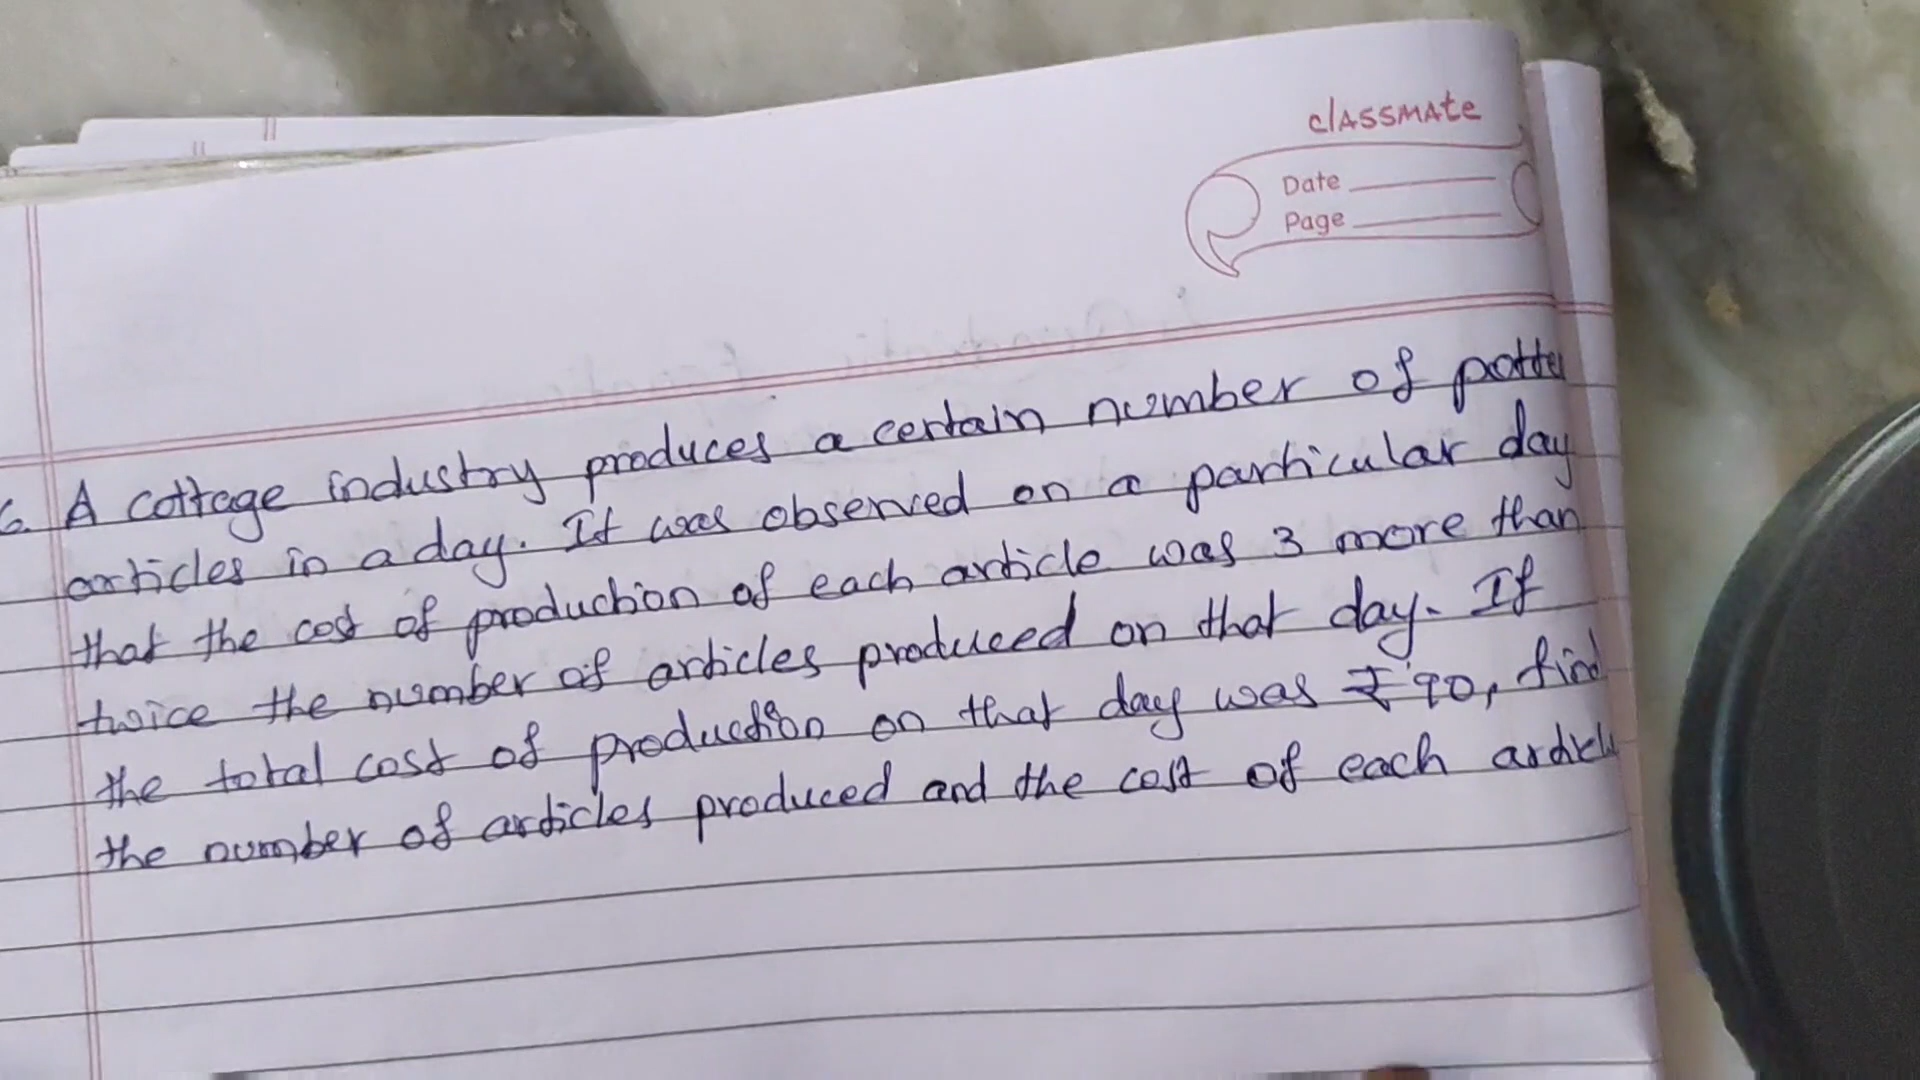 classmate
Date
Page
6. A cottage industry produces a certain number of potte
articles in a day. It was observed on a particular day
that the cost of production of each article was 3 more than
twice the number of articles produced on that day. If
the total cost of production on that day was ₹90, find
the number of articles produced and the cost of each article